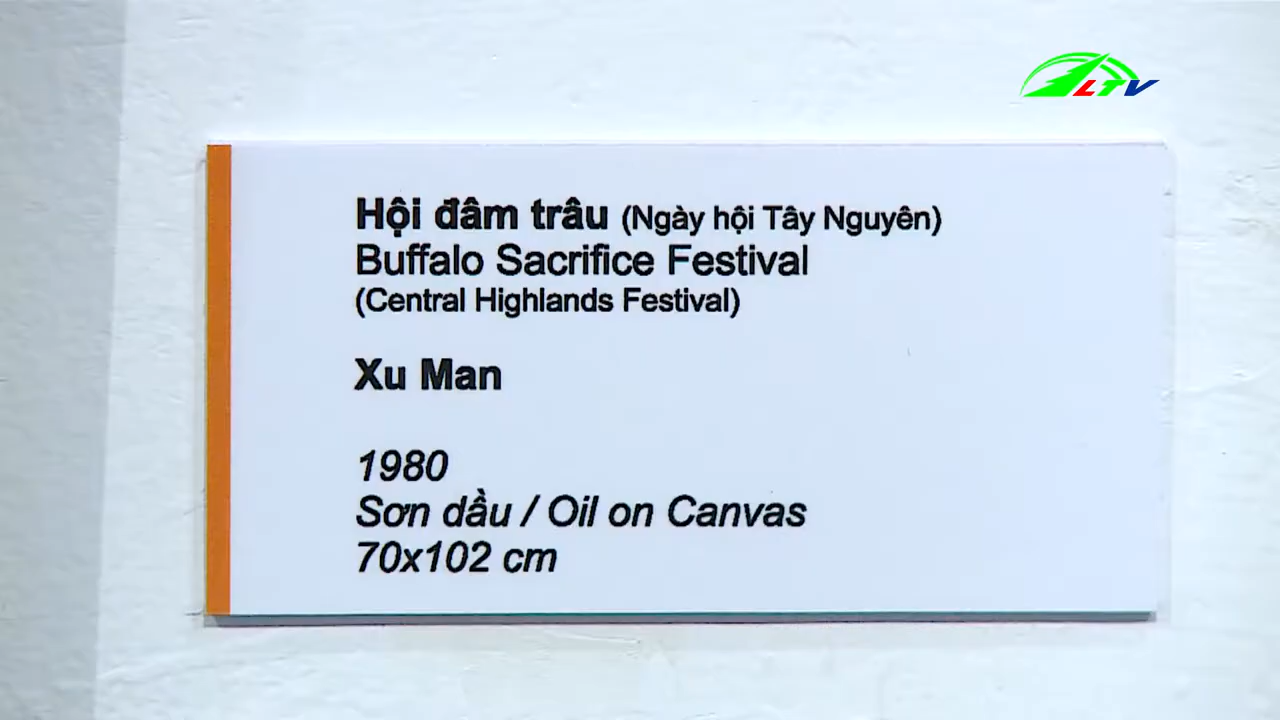 LTV
Hội đâm trâu (Ngày hội Tây Nguyên)
Buffalo Sacrifice Festival
(Central Highlands Festival)
Xu Man
1980
Sơn dầu / Oil on Canvas
70x102 cm